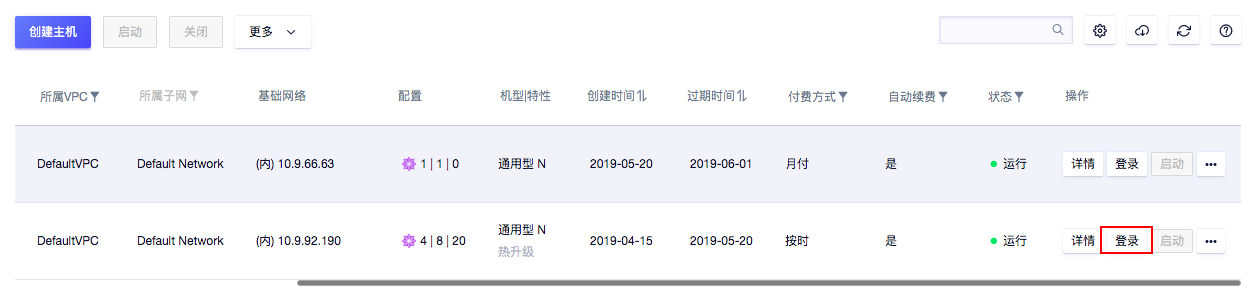 创建主机 启动 关闭 更多
所属VPC 所属子网 基础网络 配置 机型|特性 创建时间 过期时间 付费方式 自动续费 状态 操作
DefaultVPC Default Network (内) 10.9.66.63 1 | 1 | 0 通用型 N 2019-05-20 2019-06-01 月付 是 运行 详情 登录 启动 •••
DefaultVPC Default Network (内) 10.9.92.190 4 | 8 | 20 通用型 N 2019-04-15 2019-05-20 按时 是 运行 详情 登录 启动 •••
热升级